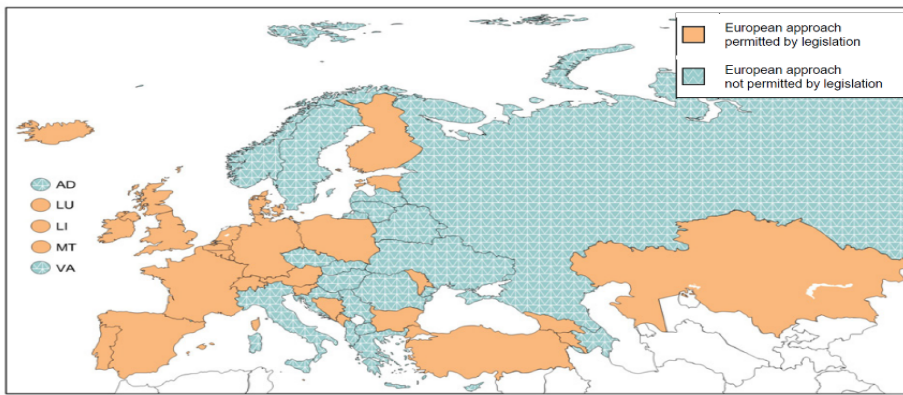 European approach
permitted by legislation
European approach
not permitted by legislation
AD
LU
LI
MT
VA